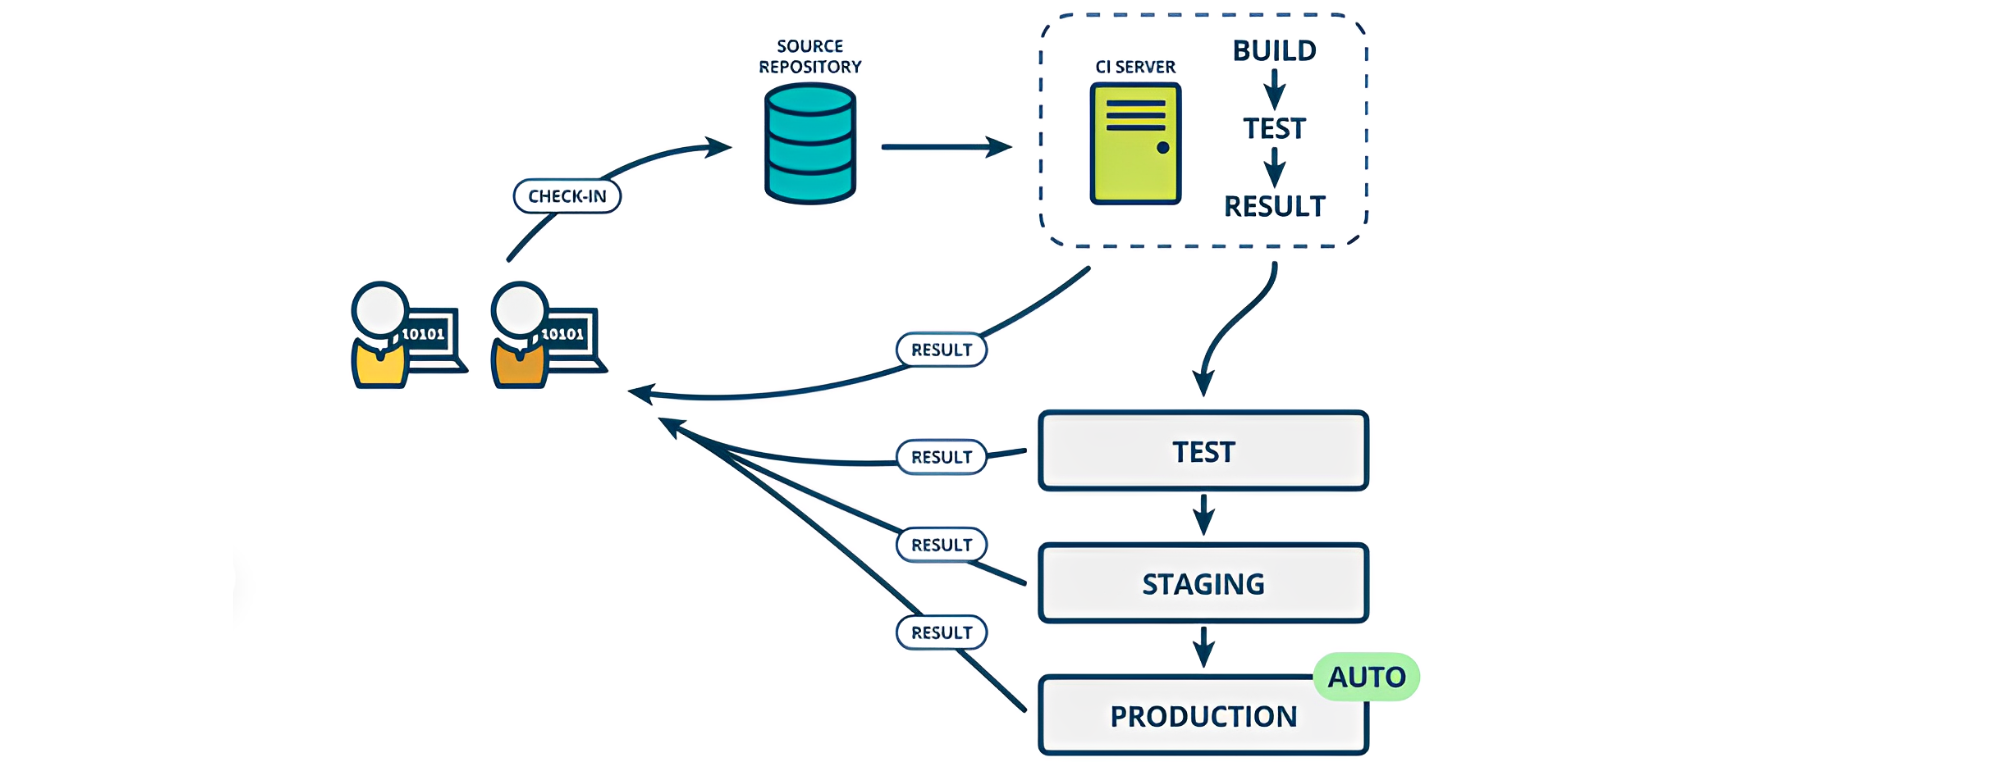 SOURCE
REPOSITORY
CI SERVER
BUILD
TEST
RESULT
CHECK-IN
10101
10101
RESULT
RESULT
RESULT
RESULT
TEST
STAGING
AUTO
PRODUCTION